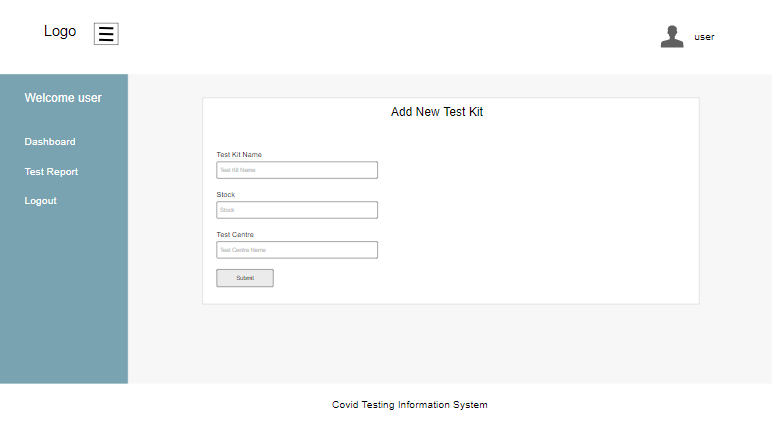 Logo
user
Welcome user
Dashboard
Test Report
Logout
Add New Test Kit
Test Kit Name
Test Kit Name
Stock
Stock
Test Centre
Test Centre Name
Submit
Covid Testing Information System